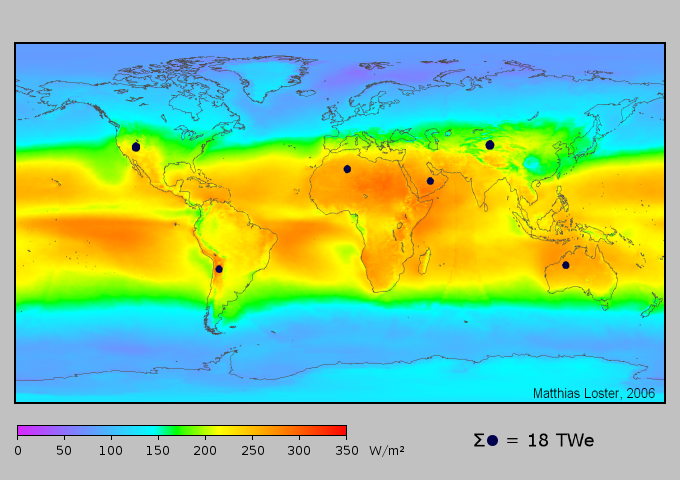 Matthias Loster, 2006
0 50 100 150 200 250 300 350 W/m²
Σ● = 18 TWe